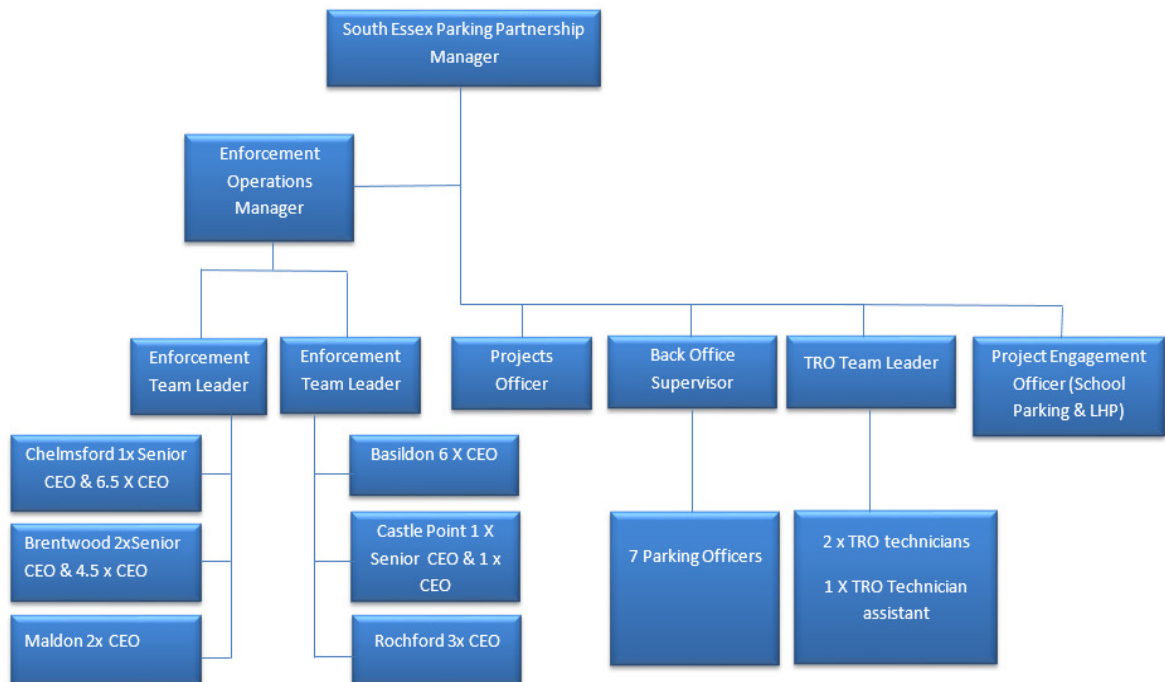 South Essex Parking Partnership
Manager
Enforcement
Operations
Manager
Enforcement
Team Leader
Enforcement
Team Leader
Projects
Officer
Back Office
Supervisor
TRO Team Leader
Project Engagement
Officer (School
Parking & LHP)
Chelmsford 1x Senior
CEO & 6.5 X CEO
Brentwood 2xSenior
CEO & 4.5 x CEO
Maldon 2x CEO
Basildon 6 X CEO
Castle Point 1 X
Senior CEO & 1 x
CEO
Rochford 3x CEO
7 Parking Officers
2 x TRO technicians
1 X TRO Technician
assistant